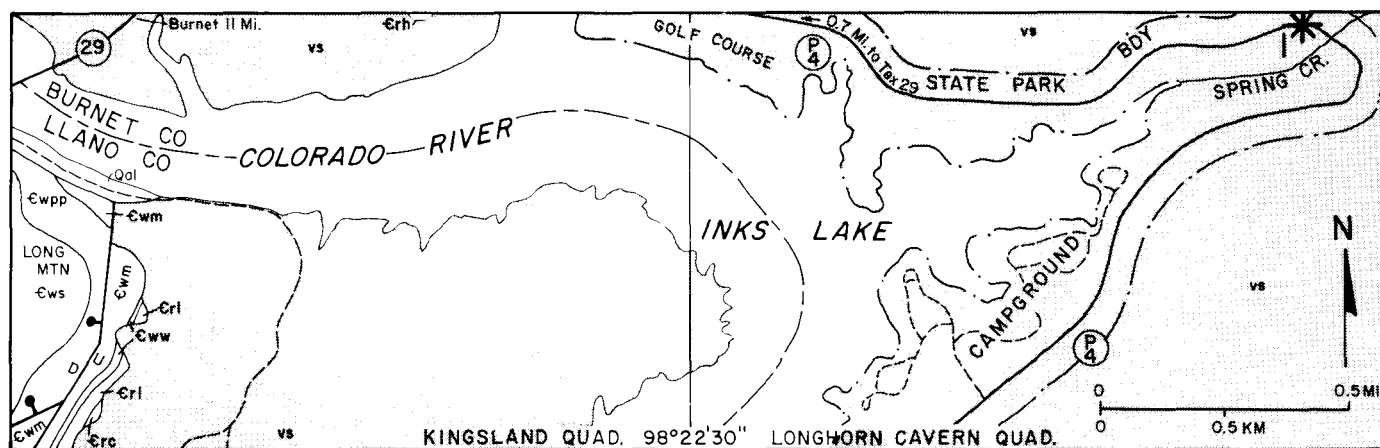 Burnet 11 Mi.
Єrh
vs
29
GOLF COURSE
P
4
0.7 Mi. to Tex 29
vs
STATE PARK BDY
1
SPRING CR.
BURNET CO
LLANO CO
COLORADO RIVER
Qal
Єwpp
Єwm
LONG
MTN
Єws
Єwm
Єrl
Єww
D U
Єrl
Єwm
Єrc
vs
INKS LAKE
CAMPGROUND
P
4
vs
N
0 0.5 MI
0 0.5 KM
KINGSLAND QUAD. 98°22'30" LONGHORN CAVERN QUAD.